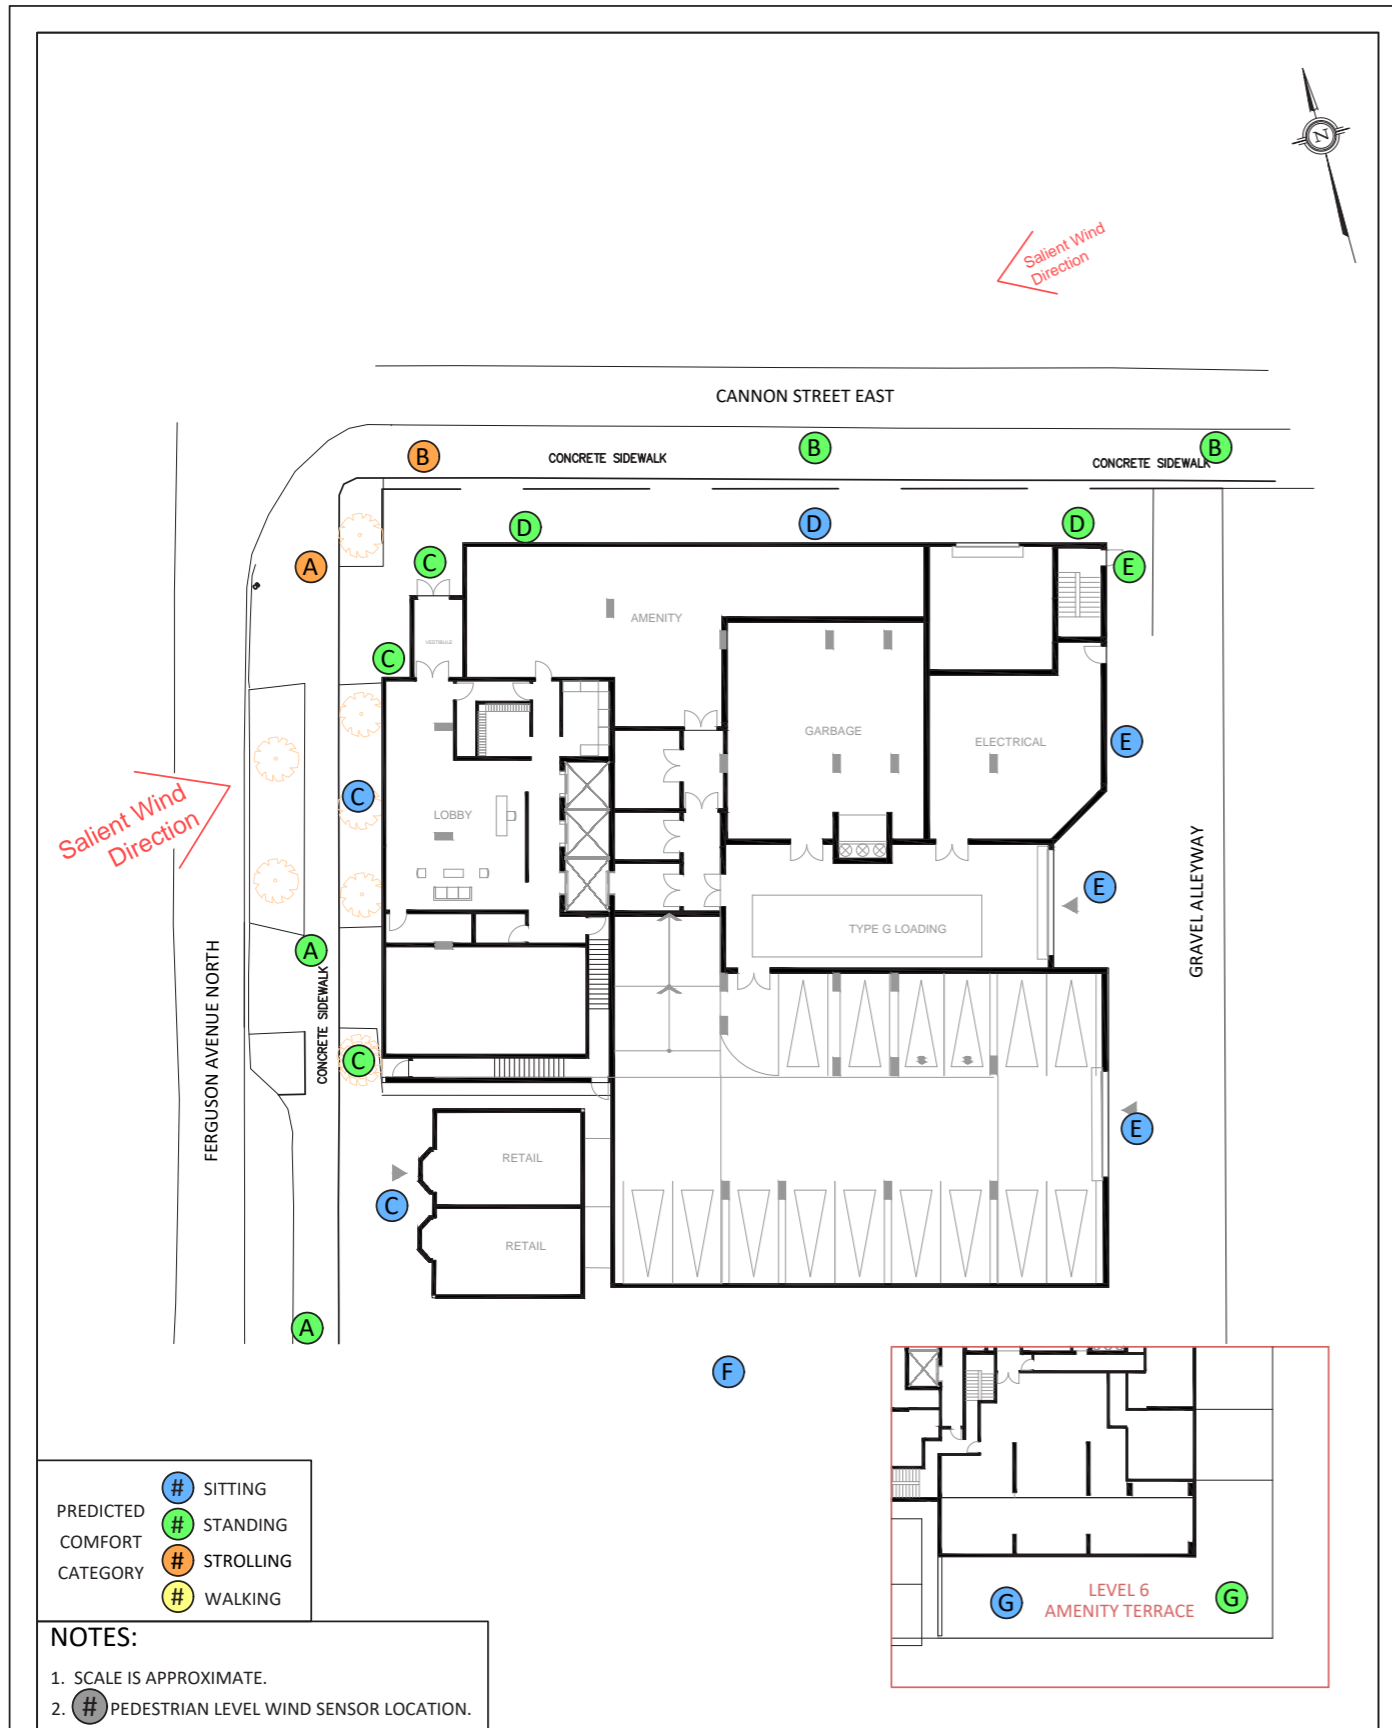 N
Salient Wind
Direction
CANNON STREET EAST
B
CONCRETE SIDEWALK
B
B
CONCRETE SIDEWALK
D
D
D
A
C
E
AMENITY
VESTIBULE
C
GARBAGE
ELECTRICAL
E
Salient Wind
Direction
C
LOBBY
E
TYPE G LOADING
A
GRAVEL ALLEYWAY
FERGUSON AVENUE NORTH
CONCRETE SIDEWALK
C
E
RETAIL
C
RETAIL
A
F
G
LEVEL 6
AMENITY TERRACE
G
PREDICTED
COMFORT
CATEGORY
# SITTING
# STANDING
# STROLLING
# WALKING
NOTES:
1. SCALE IS APPROXIMATE.
2. # PEDESTRIAN LEVEL WIND SENSOR LOCATION.